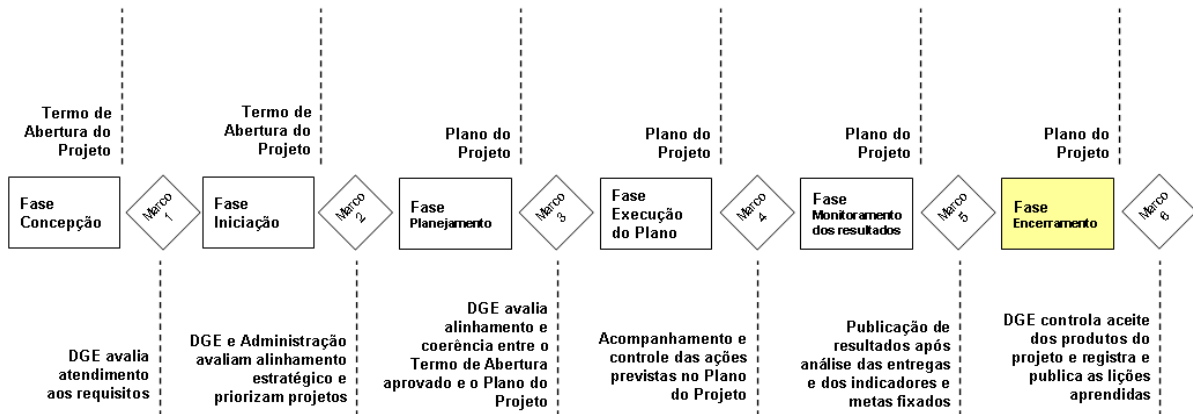 Termo de
Abertura do
Projeto
Termo de
Abertura do
Projeto
Plano do
Projeto
Plano do
Projeto
Plano do
Projeto
Plano do
Projeto
Fase
Concepção
Marco
1
Fase
Iniciação
Marco
2
Fase
Planejamento
Marco
3
Fase
Execução
do Plano
Marco
4
Fase
Monitoramento
dos resultados
Marco
5
Fase
Encerramento
Marco
6
DGE avalia
atendimento
aos requisitos
DGE e Administração
avaliam alinhamento
estratégico e
priorizam projetos
DGE avalia
alinhamento e
coerência entre o
Termo de Abertura
aprovado e o Plano do
Projeto
Acompanhamento e
controle das ações
previstas no Plano
do Projeto
Publicação de
resultados após
análise das entregas
e dos indicadores e
metas fixados
DGE controla aceite
dos produtos do
projeto e registra e
publica as lições
aprendidas